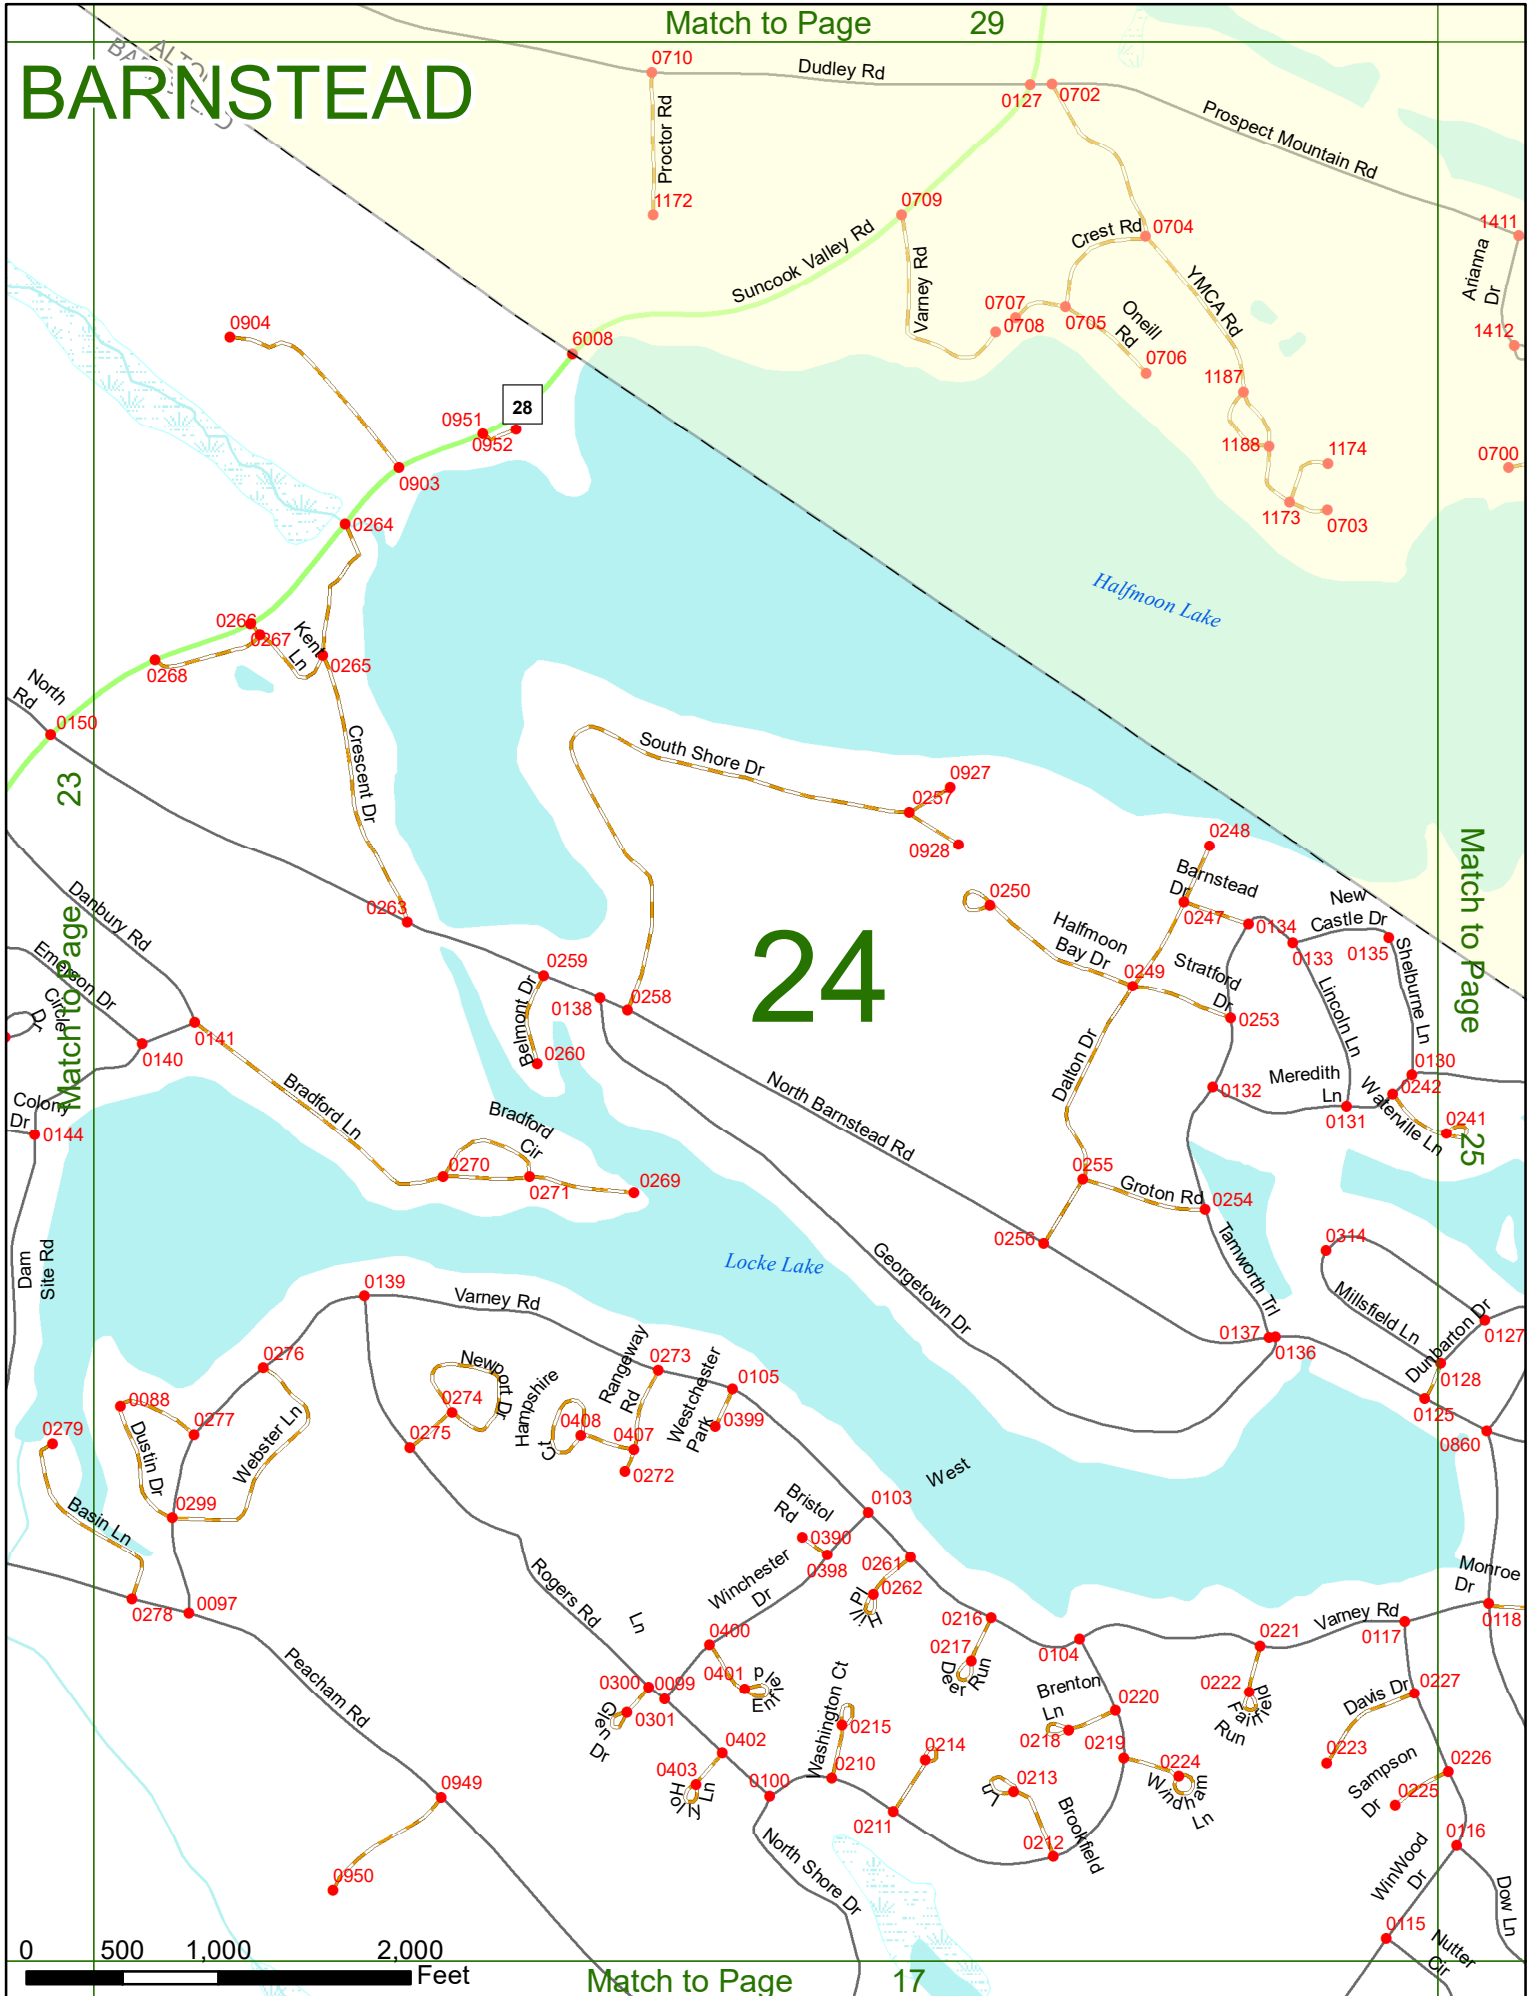 Match to Page 29
ALTON
BARNSTEAD
BARNSTEAD
0710
Dudley Rd
0127
0702
Proctor Rd
Prospect Mountain Rd
1172
0709
Suncook Valley Rd
Varney Rd
Crest Rd
0704
YMCA Rd
1411
Arianna
Dr
1412
0707
0708
0705
Oneill
Rd
0706
1187
1188
1174
1173
0703
0700
0904
6008
28
0951
0952
0903
0264
Halfmoon Lake
0266
0267
Kent
Ln
0265
0268
North
Rd
0150
Crescent Dr
23
Match to Page
South Shore Dr
0927
0257
0928
0248
Barnstead
Dr
0247
0250
Halfmoon
Bay Dr
0249
Stratford
Dr
0253
0134
0133
New
Castle Dr
0135
Shelburne Ln
Lincoln Ln
Match to Page
25
0263
Danbury Rd
Emerson Dr
Circle
Dr
0141
0140
0259
0138
0258
Belmont Dr
0260
24
Dalton Dr
0132
Meredith
Ln
0131
0130
0242
Waterville Ln
0241
Colony
Dr
0144
Bradford Ln
Bradford
Cir
0270
0271
0269
North Barnstead Rd
0255
Groton Rd
0254
0256
Tamworth Trl
Dam
Site Rd
Locke Lake
Georgetown Dr
0314
Millsfield Ln
Dunbarton Dr
0127
0137
0136
0128
0125
0860
0139
Varney Rd
0276
0088
0277
0279
Dustin Dr
Webster Ln
0299
Basin Ln
0278
0097
Newport Dr
0274
0275
Hampshire
Ct
0408
Rangeway
Rd
0273
0407
0272
Westchester
Park
0105
0399
West
0103
Bristol
Rd
0390
0398
Winchester
Dr
0261
0262
Hill
Pl
Rogers Rd
Ln
0400
0401
Enfield
0300
0099
0301
Glen
Dr
0216
0217
Deer
Run
0104
Varney Rd
0221
0222
Fairfield
Run
0117
Monroe
Dr
0118
Brenton
Ln
0220
0218
0219
0227
Davis Dr
0223
0226
Sampson
Dr
0225
0224
Windham
Ln
Washington Ct
0215
0210
0214
0402
0403
Holz
Ln
0100
0211
0213
Ln
0212
Brookfield
Peacham Rd
0949
0950
North Shore Dr
0116
WinWood
Dr
0115
Nutter
Cir
Dow Ln
0 500 1,000 2,000
Feet
Match to Page 17